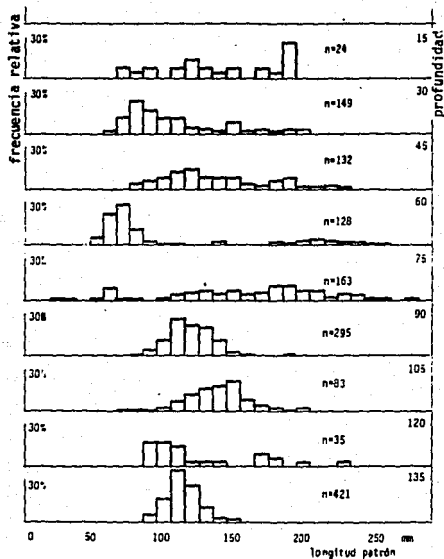 frecuencia relativa
profundidad
30% n=24 15
30% n=149 30
30% n=132 45
30% n=128 60
30% n=163 75
30% n=295 90
30% n=83 105
30% n=35 120
30% n=421 135
0 50 100 150 200 250 mm
longitud patrón